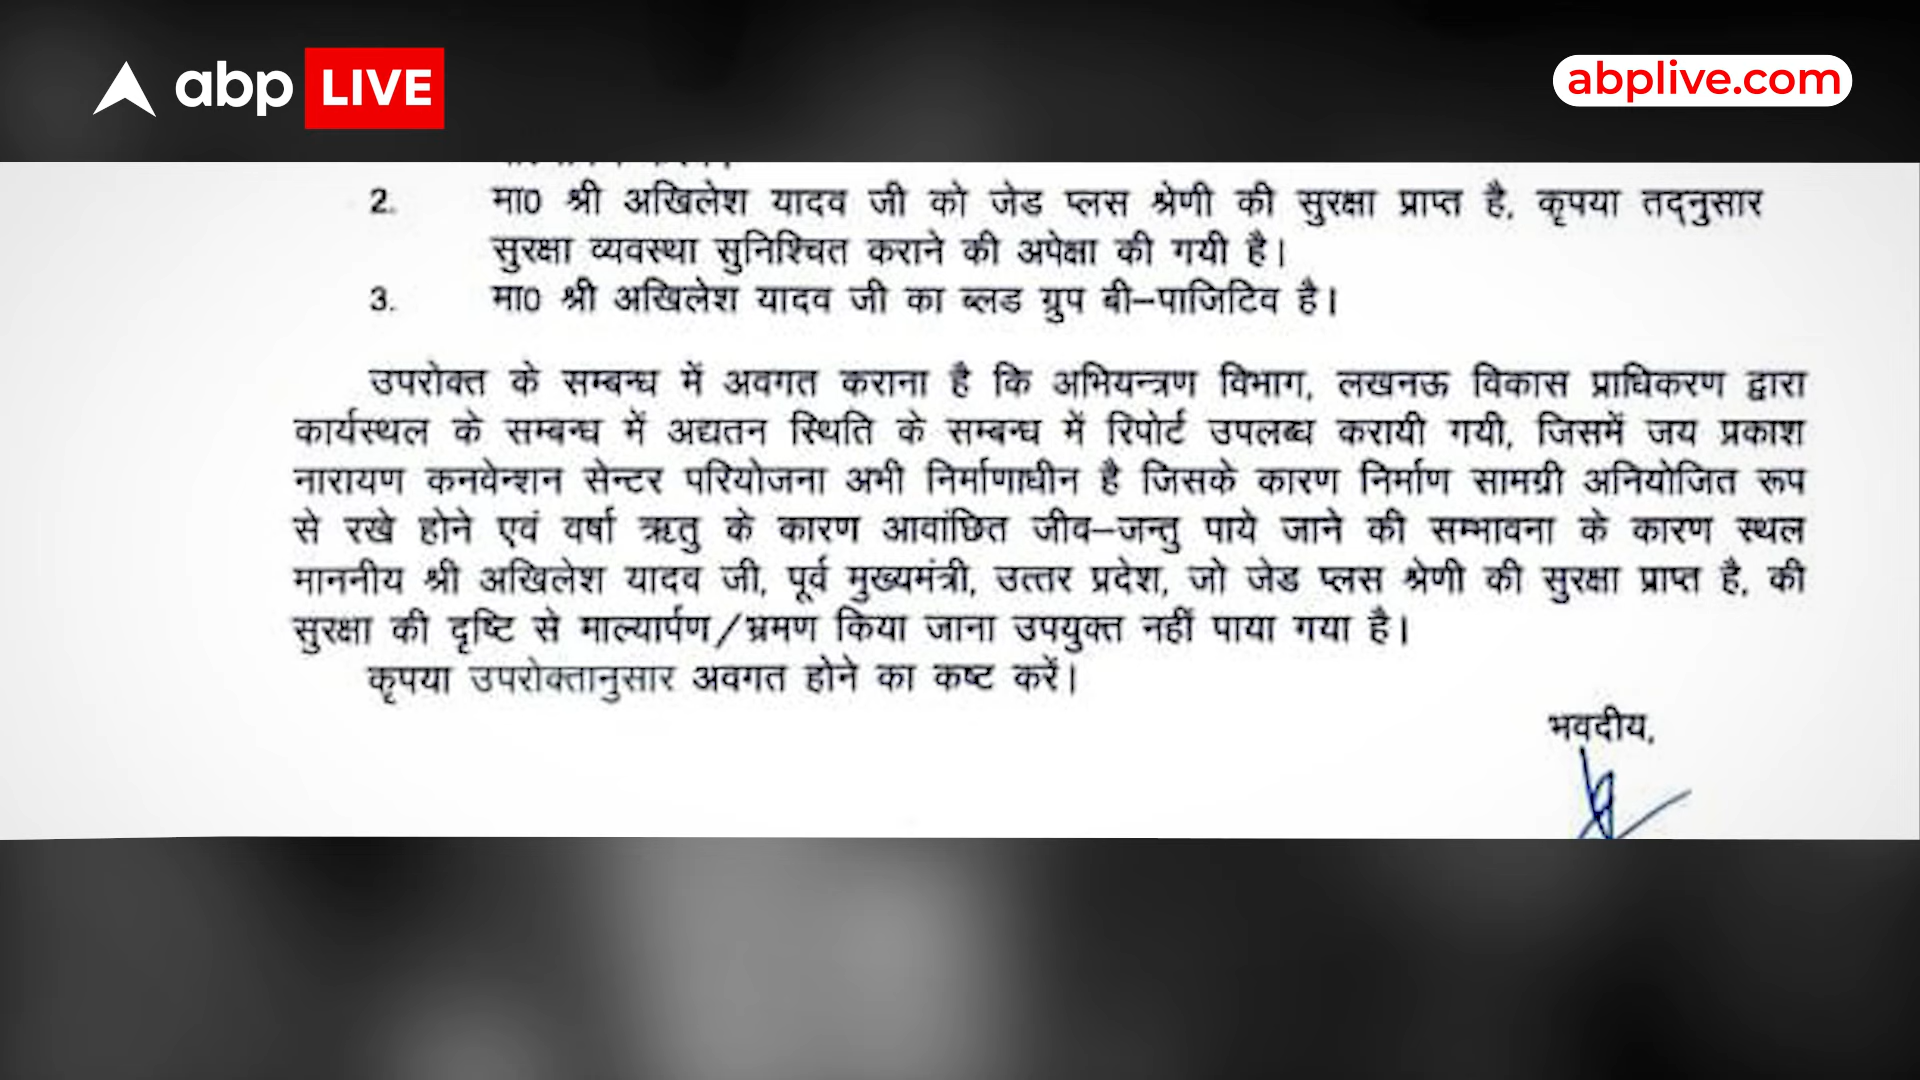 abp LIVE
abplive.com
2. मा0 श्री अखिलेश यादव जी को जेड प्लस श्रेणी की सुरक्षा प्राप्त है, कृपया तद्नुसार
सुरक्षा व्यवस्था सुनिश्चित कराने की अपेक्षा की गयी है।
3. मा0 श्री अखिलेश यादव जी का ब्लड ग्रुप बी–पाजिटिव है।
उपरोक्त के सम्बन्ध में अवगत कराना है कि अभियन्त्रण विभाग, लखनऊ विकास प्राधिकरण द्वारा
कार्यस्थल के सम्बन्ध में अद्यतन स्थिति के सम्बन्ध में रिपोर्ट उपलब्ध करायी गयी, जिसमें जय प्रकाश
नारायण कनवेन्शन सेन्टर परियोजना अभी निर्माणाधीन है जिसके कारण निर्माण सामग्री अनियोजित रूप
से रखे होने एवं वर्षा ऋतु के कारण आवांछित जीव–जन्तु पाये जाने की सम्भावना के कारण स्थल
माननीय श्री अखिलेश यादव जी, पूर्व मुख्यमंत्री, उत्तर प्रदेश, जो जेड प्लस श्रेणी की सुरक्षा प्राप्त है, की
सुरक्षा की दृष्टि से माल्यार्पण/भ्रमण किया जाना उपयुक्त नहीं पाया गया है।
कृपया उपरोक्तानुसार अवगत होने का कष्ट करें।
भवदीय,